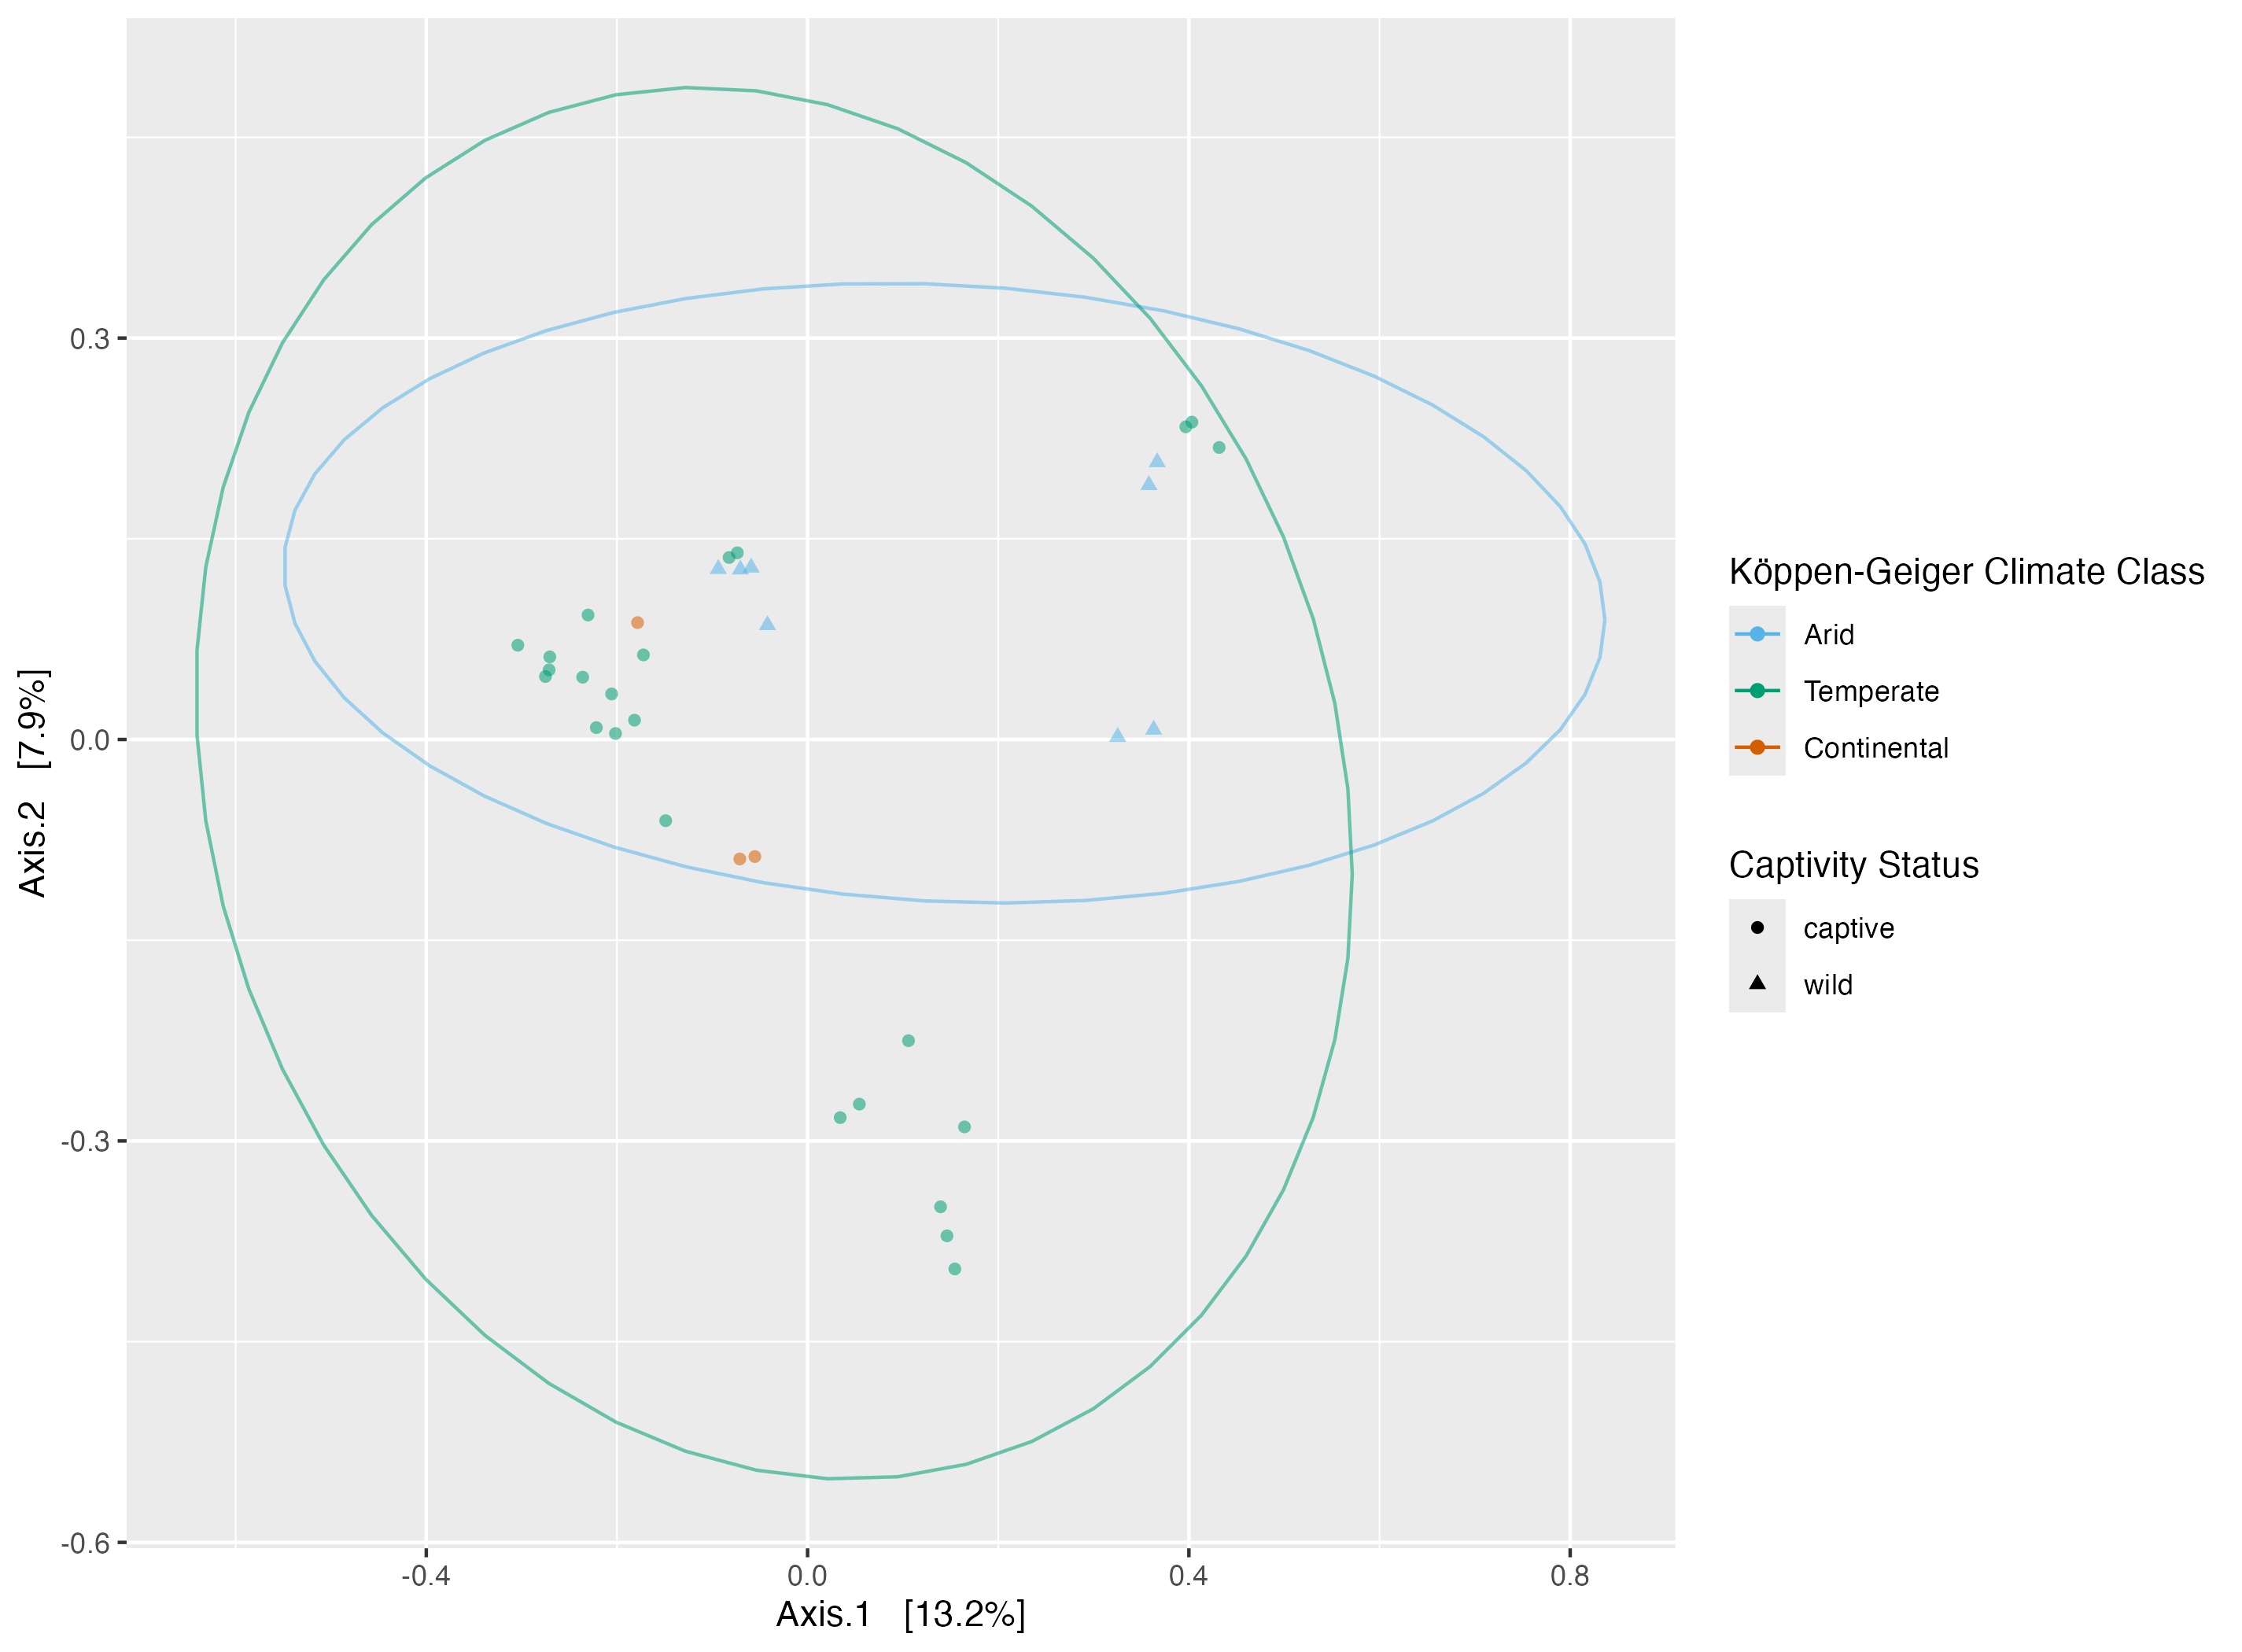 0.3
0.0
-0.3
-0.6
Axis.2 [7.9%]
-0.4 0.0 0.4 0.8
Axis.1 [13.2%]
Köppen-Geiger Climate Class
Arid
Temperate
Continental
Captivity Status
captive
wild